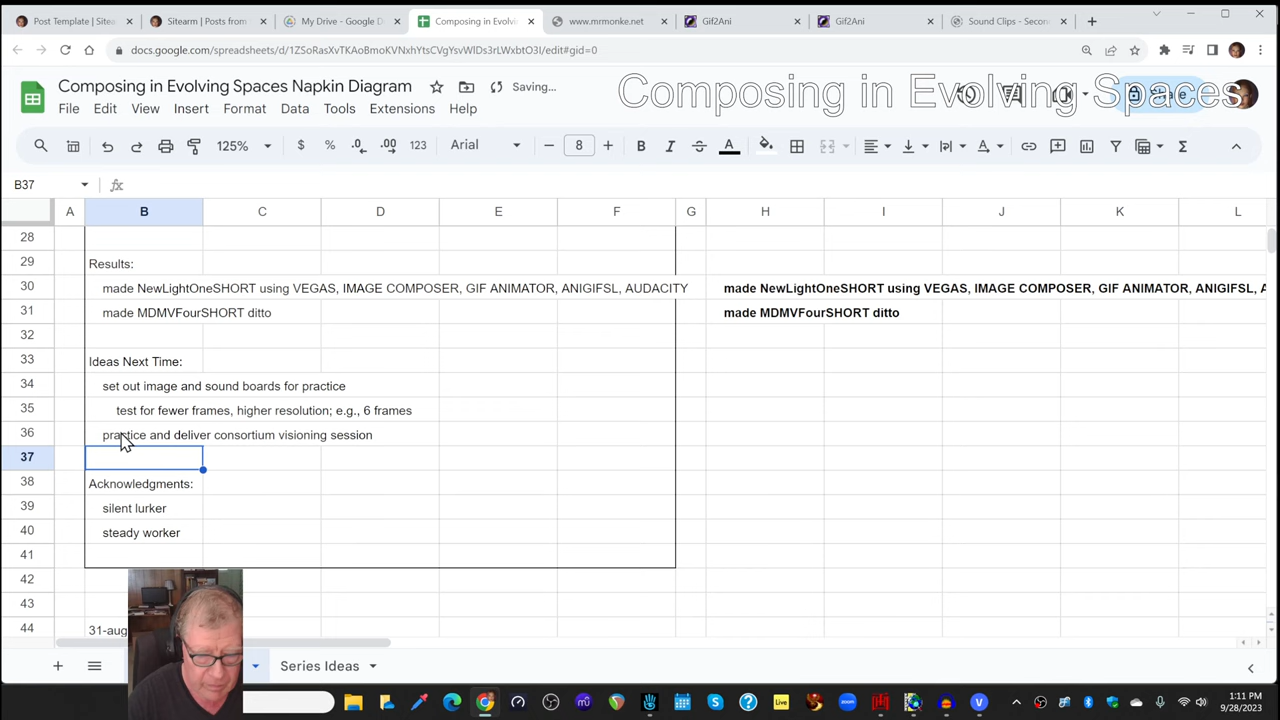 Post Template | Sitea
Sitearm | Posts from
My Drive - Google D
Composing in Evolvi
www.mrmonke.net
Gif2Ani
Gif2Ani
Sound Clips - Secon
docs.google.com/spreadsheets/d/1ZSoRasXvTKAoBmoKVNxhYtsCVgYsvWlDs3rLWxbtO3I/edit#gid=0
Composing in Evolving Spaces Napkin Diagram
Saving...
Composing in Evolving Spaces
Share
File Edit View Insert Format Data Tools Extensions Help
125% $ % .0 .00 123 Arial 8 B I A
B37 fx
A B C D E F G H I J K L
28
29 Results:
30 made NewLightOneSHORT using VEGAS, IMAGE COMPOSER, GIF ANIMATOR, ANIGIFSL, AUDACITY made NewLightOneSHORT using VEGAS, IMAGE COMPOSER, GIF ANIMATOR, ANIGIFSL, A
31 made MDMVFourSHORT ditto made MDMVFourSHORT ditto
32
33 Ideas Next Time:
34 set out image and sound boards for practice
35 test for fewer frames, higher resolution; e.g., 6 frames
36 practice and deliver consortium visioning session
37
38 Acknowledgments:
39 silent lurker
40 steady worker
41
42
43
44 31-aug
Series Ideas
Live
zoom
1:11 PM
9/28/2023